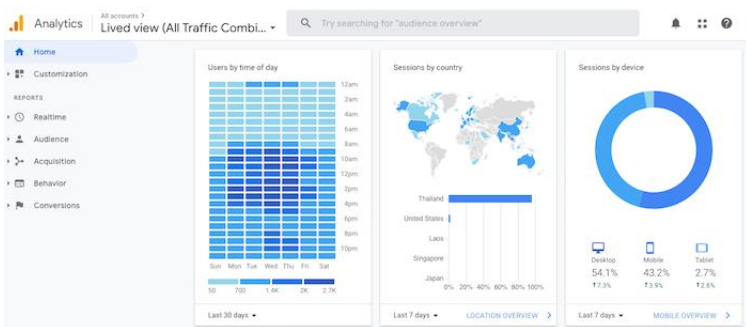 Analytics
All accounts >
Lived view (All Traffic Combi...
Try searching for "audience overview"
Home
Customization
REPORTS
Realtime
Audience
Acquisition
Behavior
Conversions
Users by time of day
12am
2am
4am
6am
8am
10am
12pm
2pm
4pm
6pm
8pm
10pm
Sun Mon Tue Wed Thu Fri Sat
50 700 1.4K 2K 2.7K
Last 30 days
Sessions by country
Thailand
United States
Laos
Singapore
Japan
0% 20% 40% 60% 80% 100%
Last 7 days LOCATION OVERVIEW >
Sessions by device
Desktop Mobile Tablet
54.1% 43.2% 2.7%
↑7.3% ↑3.9% ↑2.6%
Last 7 days MOBILE OVERVIEW >